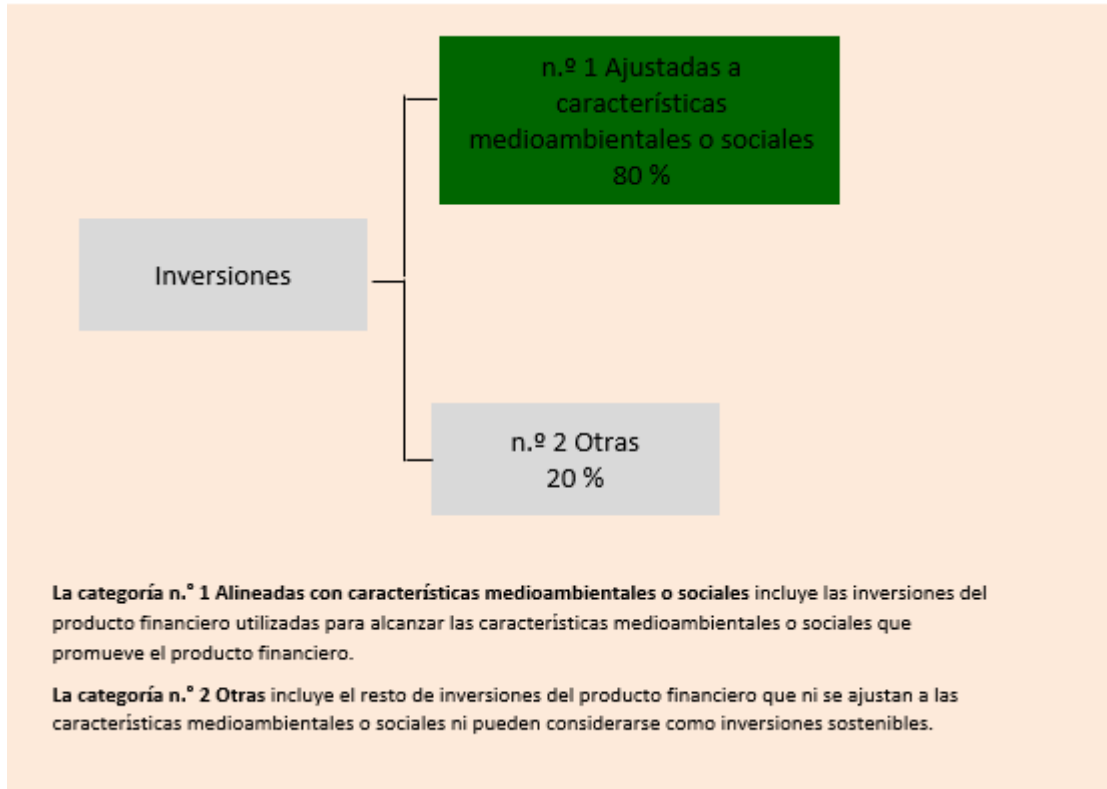 n.º 1 Ajustadas a
características
medioambientales o sociales
80 %
Inversiones
n.º 2 Otras
20 %
La categoría n.° 1 Alineadas con características medioambientales o sociales incluye las inversiones del
producto financiero utilizadas para alcanzar las características medioambientales o sociales que
promueve el producto financiero.
La categoría n.° 2 Otras incluye el resto de inversiones del producto financiero que ni se ajustan a las
características medioambientales o sociales ni pueden considerarse como inversiones sostenibles.